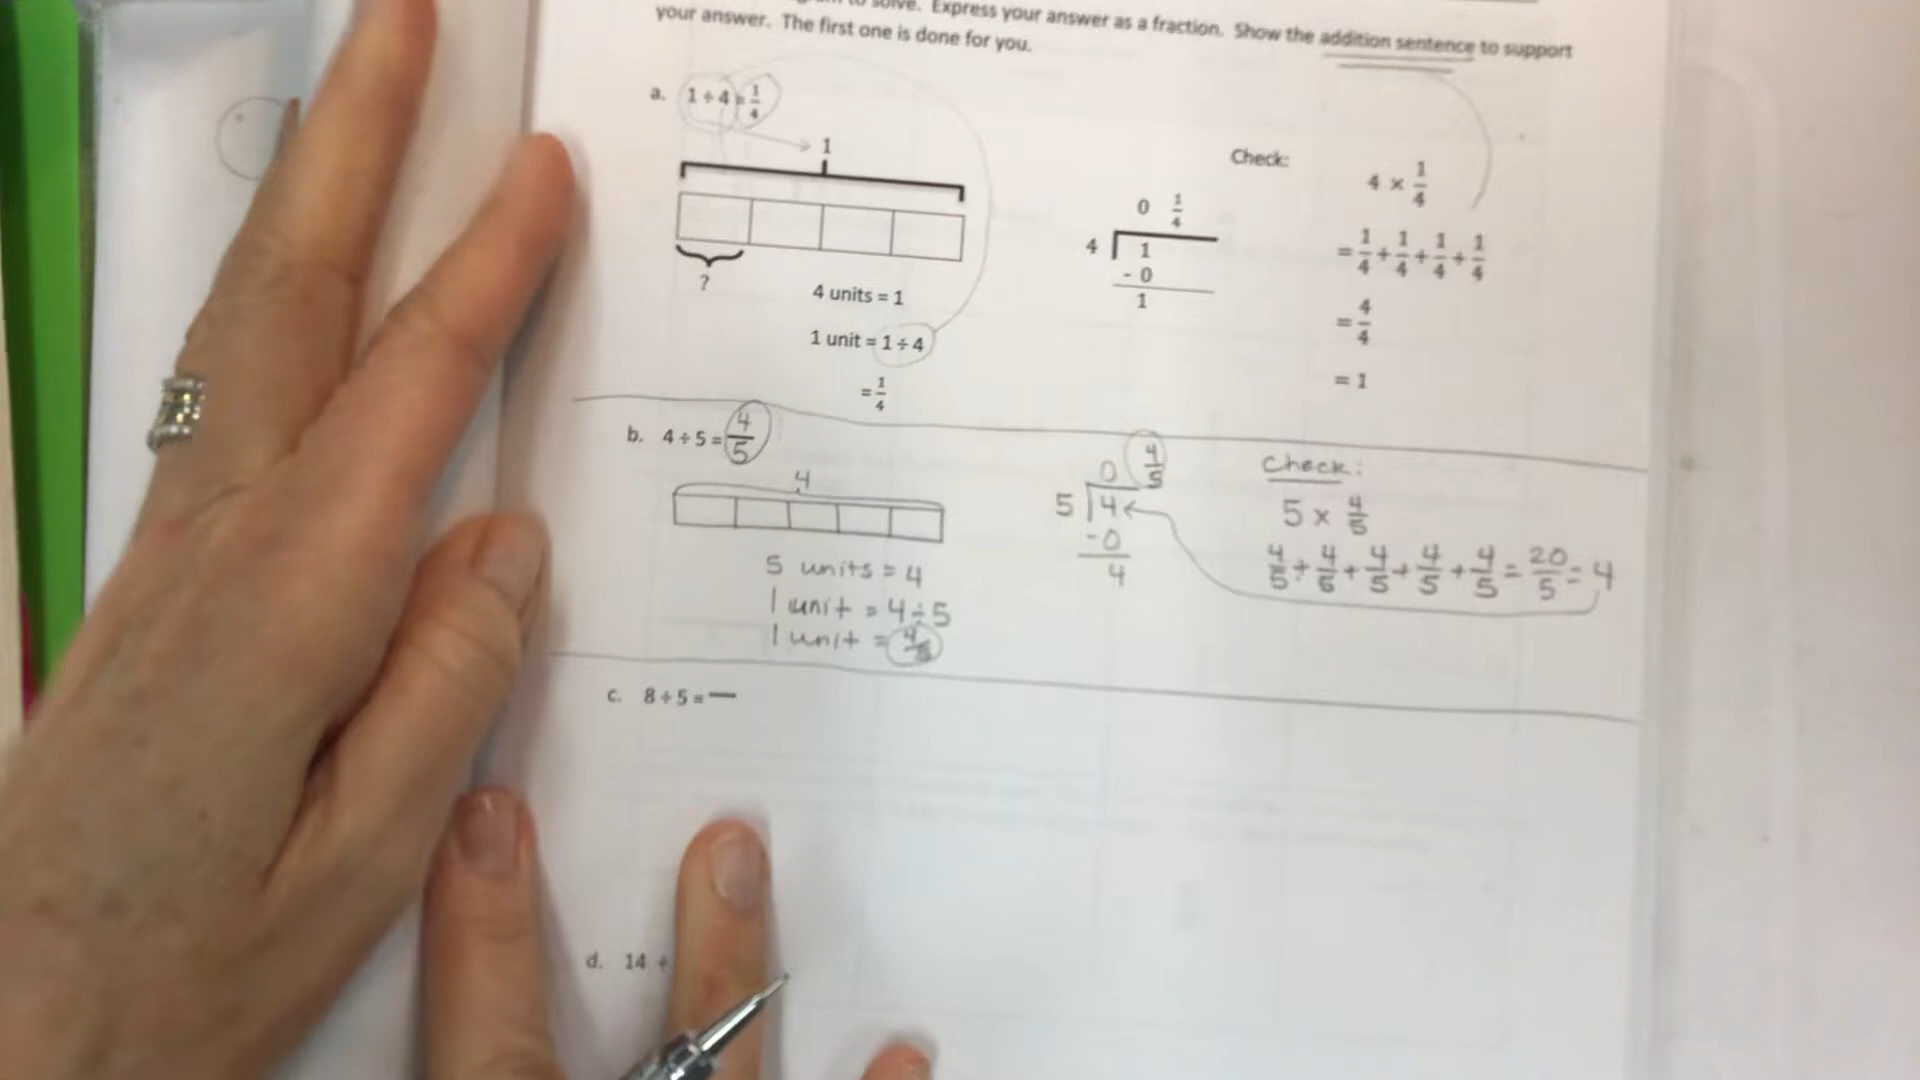 to solve. Express your answer as a fraction. Show the addition sentence to support
your answer. The first one is done for you.
a. 1 ÷ 4 = 1/4
1
?
4 units = 1
1 unit = 1 ÷ 4
= 1/4
0 1/4
4 1
- 0
1
Check:
4 × 1/4
= 1/4 + 1/4 + 1/4 + 1/4
= 4/4
= 1
b. 4 ÷ 5 = 4/5
4
5 units = 4
1 unit = 4 ÷ 5
1 unit = 4/5
0 4/5
5 4
-0
4
Check:
5 × 4/5
4/5 + 4/5 + 4/5 + 4/5 + 4/5 = 20/5 = 4
c. 8 ÷ 5 =
d. 14 ÷